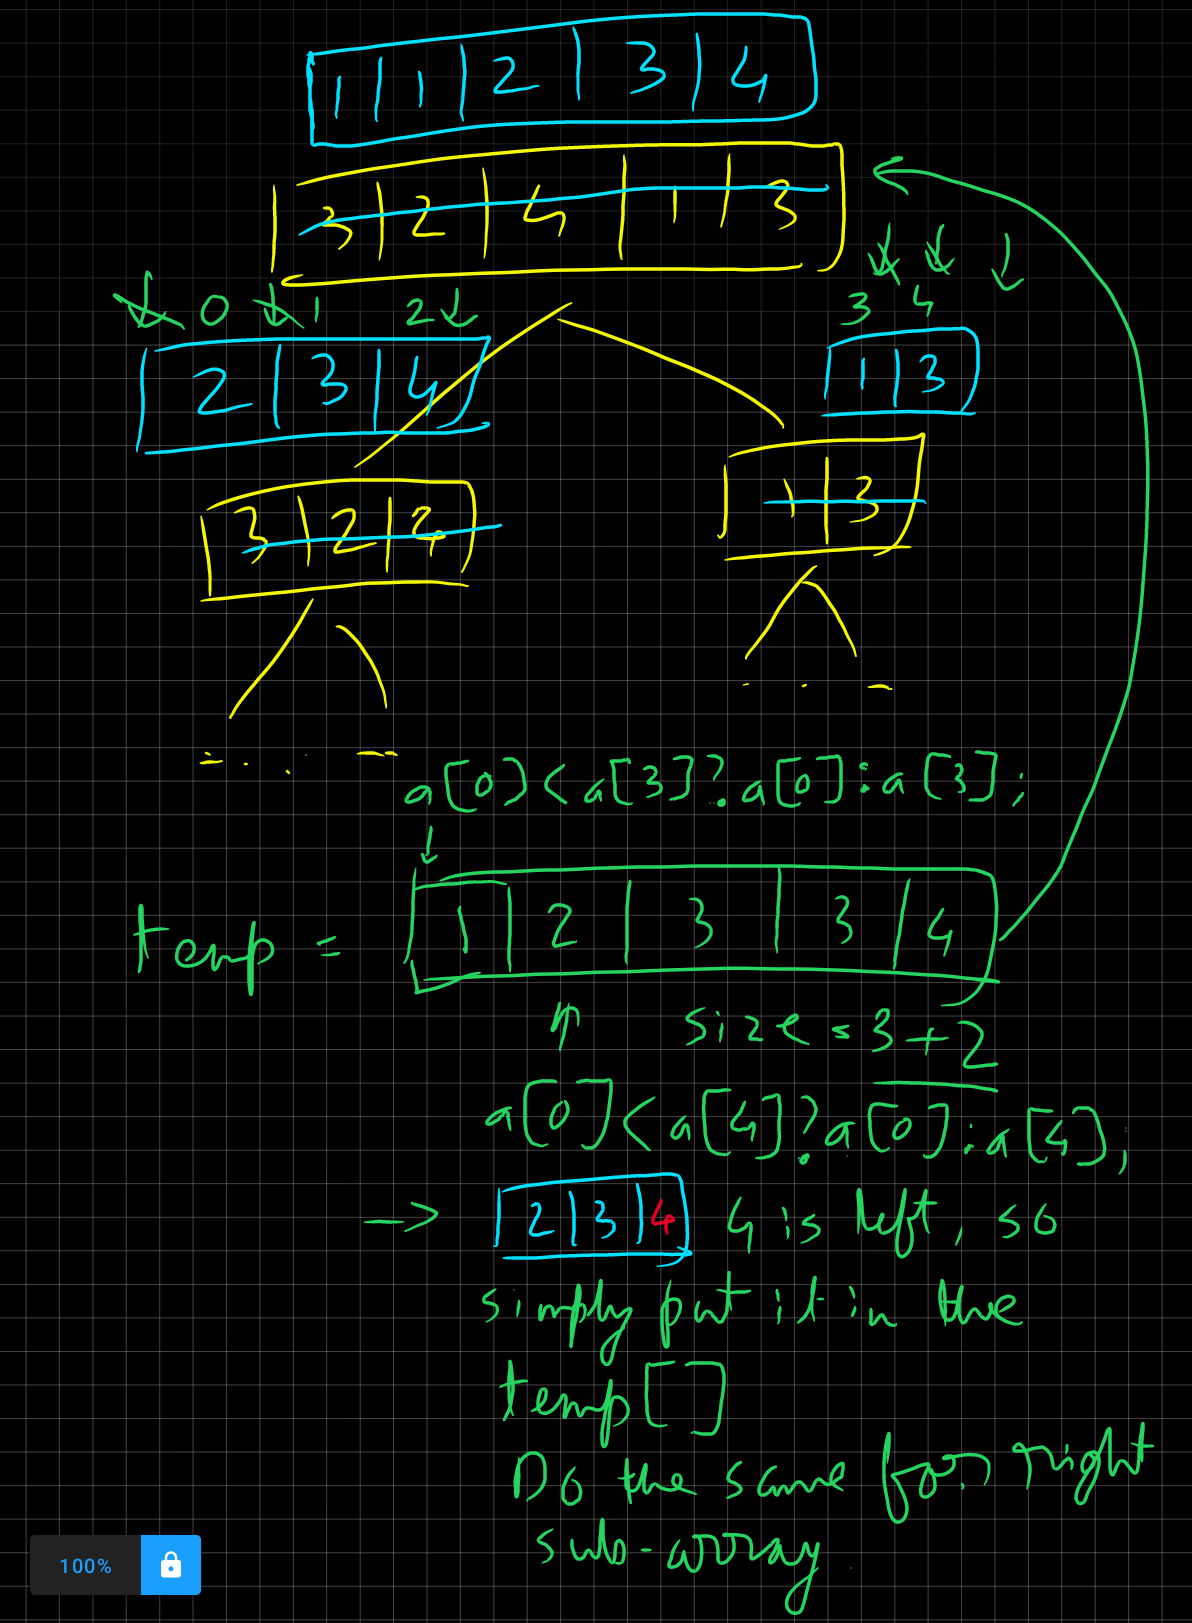 1 | 1 | 2 | 3 | 4
3 | 2 | 4 | 1 | 3
0 1 2
3 4
2 | 3 | 4
1 | 3
1 | 3
3 | 2 | 4
a[0] < a[3] ? a[0] : a[3];
temp = 1 | 2 | 3 | 3 | 4
size = 3+2
a[0] < a[4] ? a[0] : a[4];
→ 2 | 3 | 4 4 is left, so
simply put it in the
temp[ ]
Do the same for right
sub-array
100%